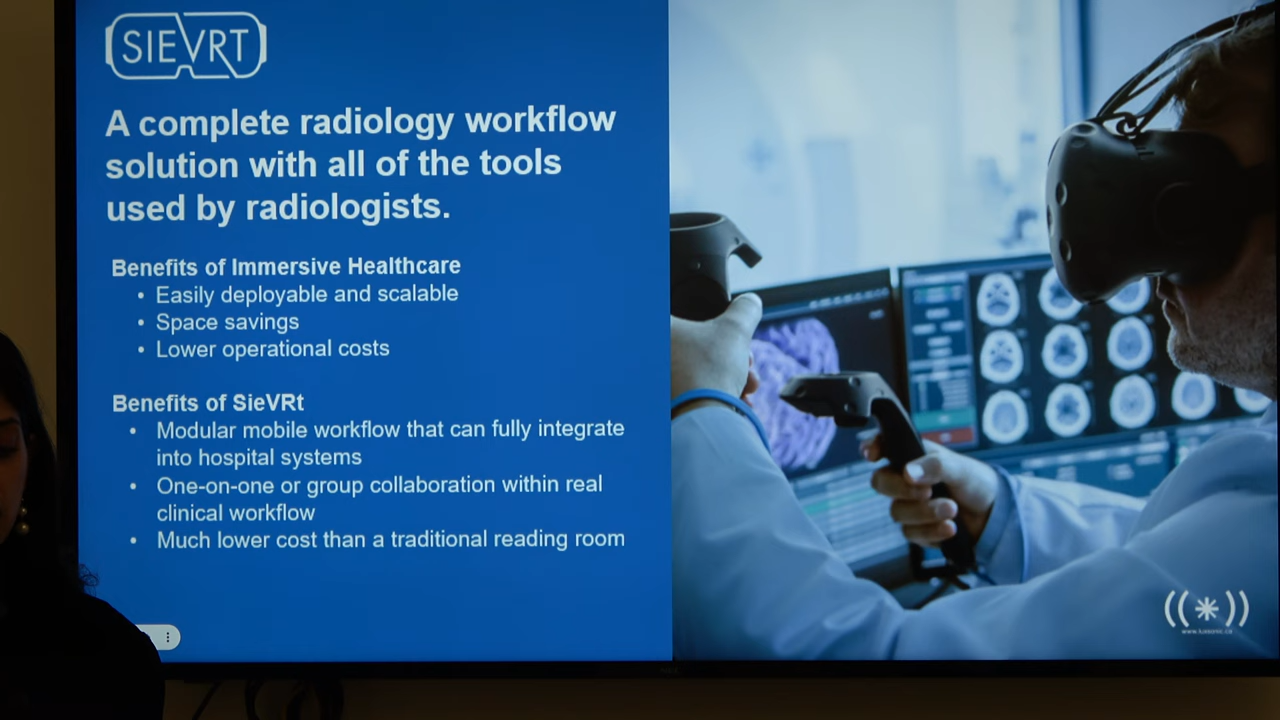 SIEVRT
A complete radiology workflow
solution with all of the tools
used by radiologists.
Benefits of Immersive Healthcare
• Easily deployable and scalable
• Space savings
• Lower operational costs
Benefits of SieVRt
• Modular mobile workflow that can fully integrate
into hospital systems
• One-on-one or group collaboration within real
clinical workflow
• Much lower cost than a traditional reading room